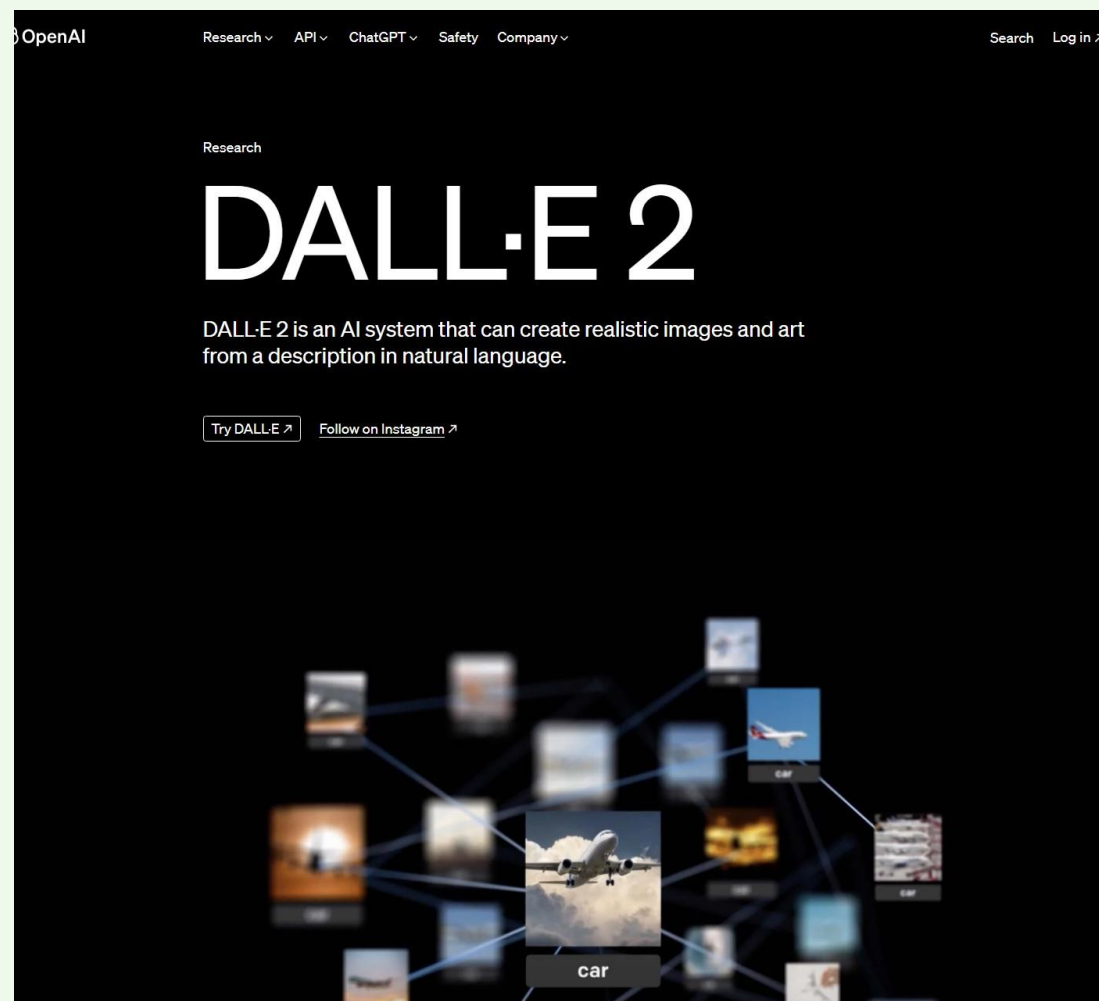 OpenAI
Research API ChatGPT Safety Company
Search Log in
Research
DALL·E 2
DALL·E 2 is an AI system that can create realistic images and art
from a description in natural language.
Try DALL·E ↗ Follow on Instagram ↗
car
car
car